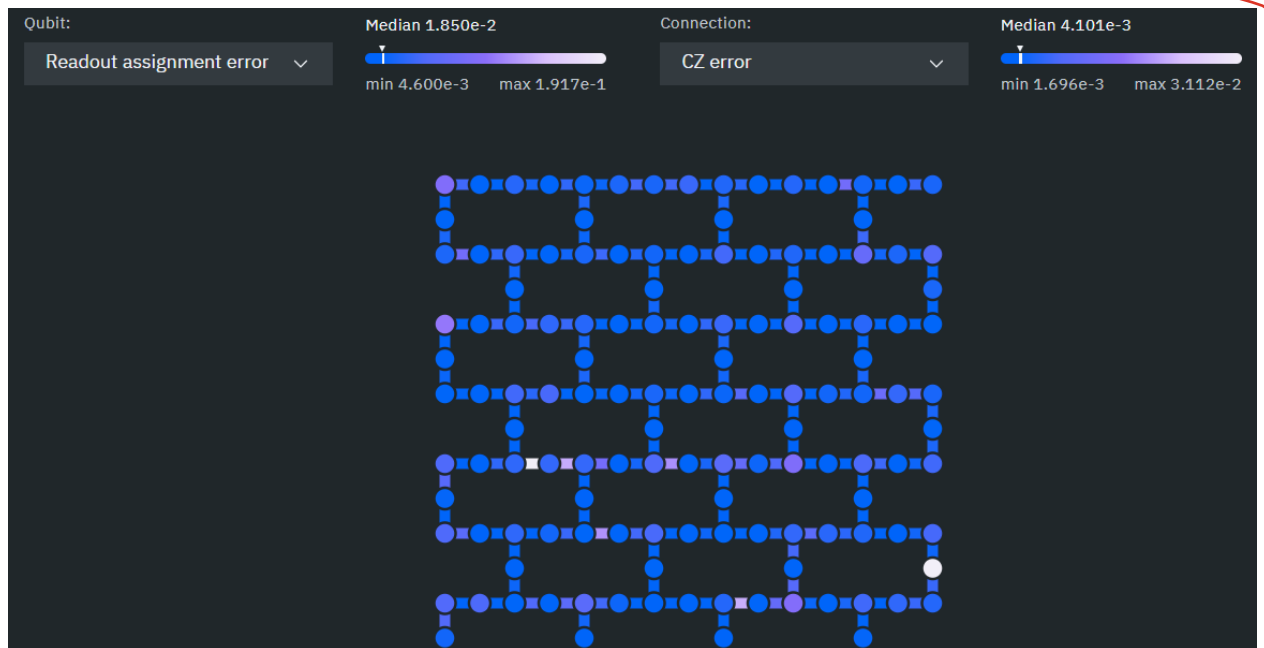 Qubit:
Readout assignment error
Median 1.850e-2
min 4.600e-3 max 1.917e-1
Connection:
CZ error
Median 4.101e-3
min 1.696e-3 max 3.112e-2